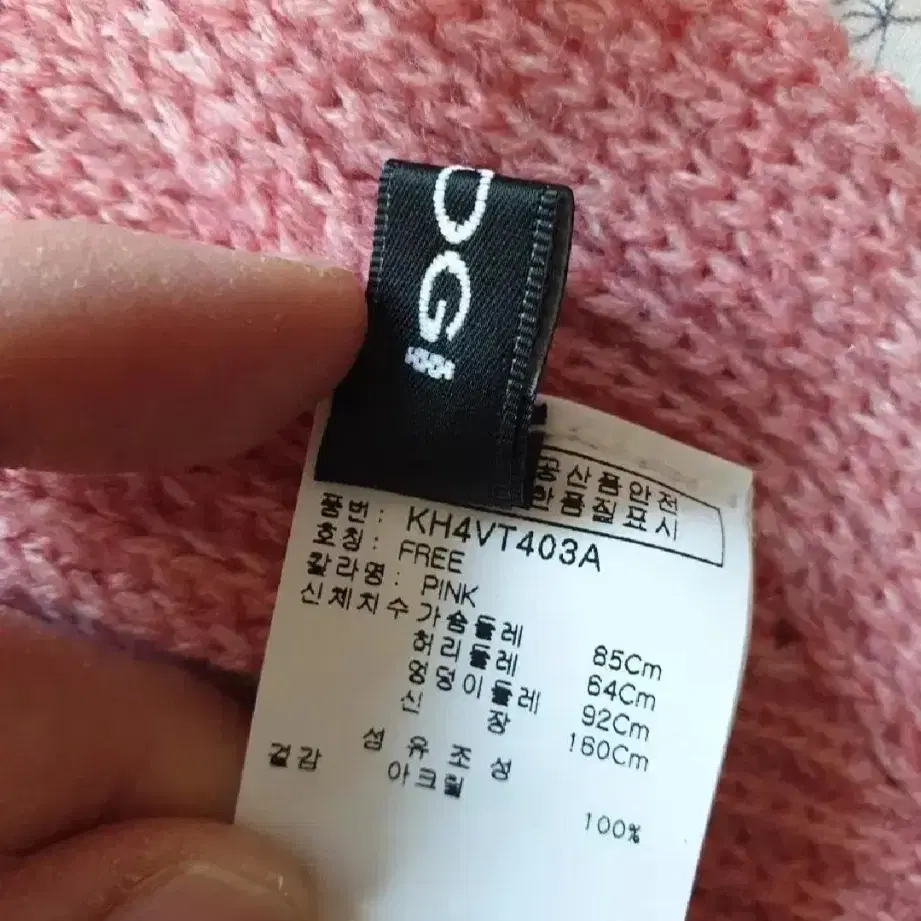 OGi
공산품안전
한품질표시
품번: KH4VT403A
호칭: FREE
칼라명: PINK
신체치수 가슴둘레 85Cm
허리둘레 64Cm
엉덩이둘레 92Cm
신장 160Cm
섬유조성
겉감 아크릴 100%